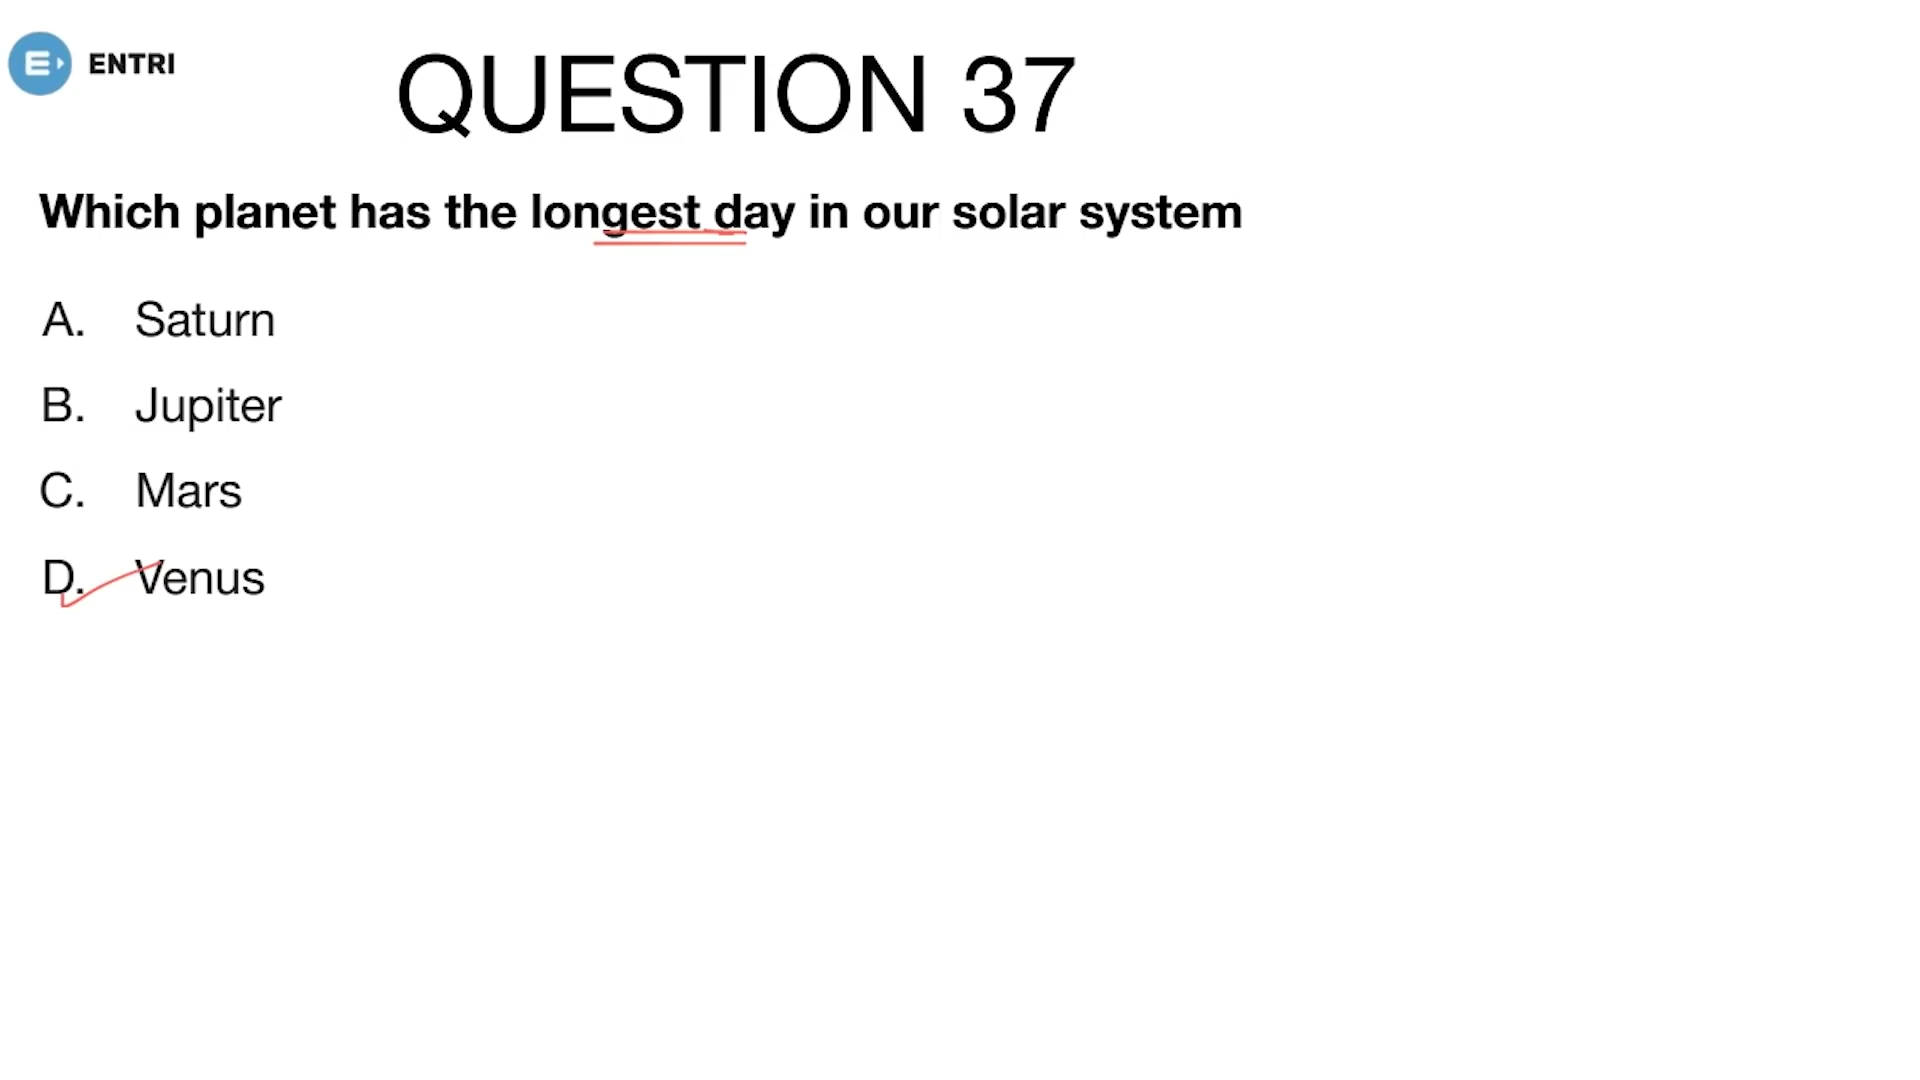 ENTRI
QUESTION 37
Which planet has the longest day in our solar system
A. Saturn
B. Jupiter
C. Mars
D. Venus